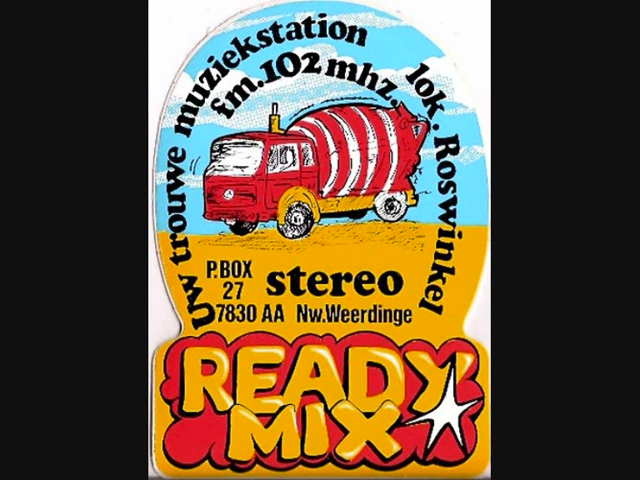 Uw trouwe muziekstation
fm.102 mhz.
lok. Roswinkel
P.BOX
27
stereo
7830 AA Nw.Weerdinge
READY
MIX